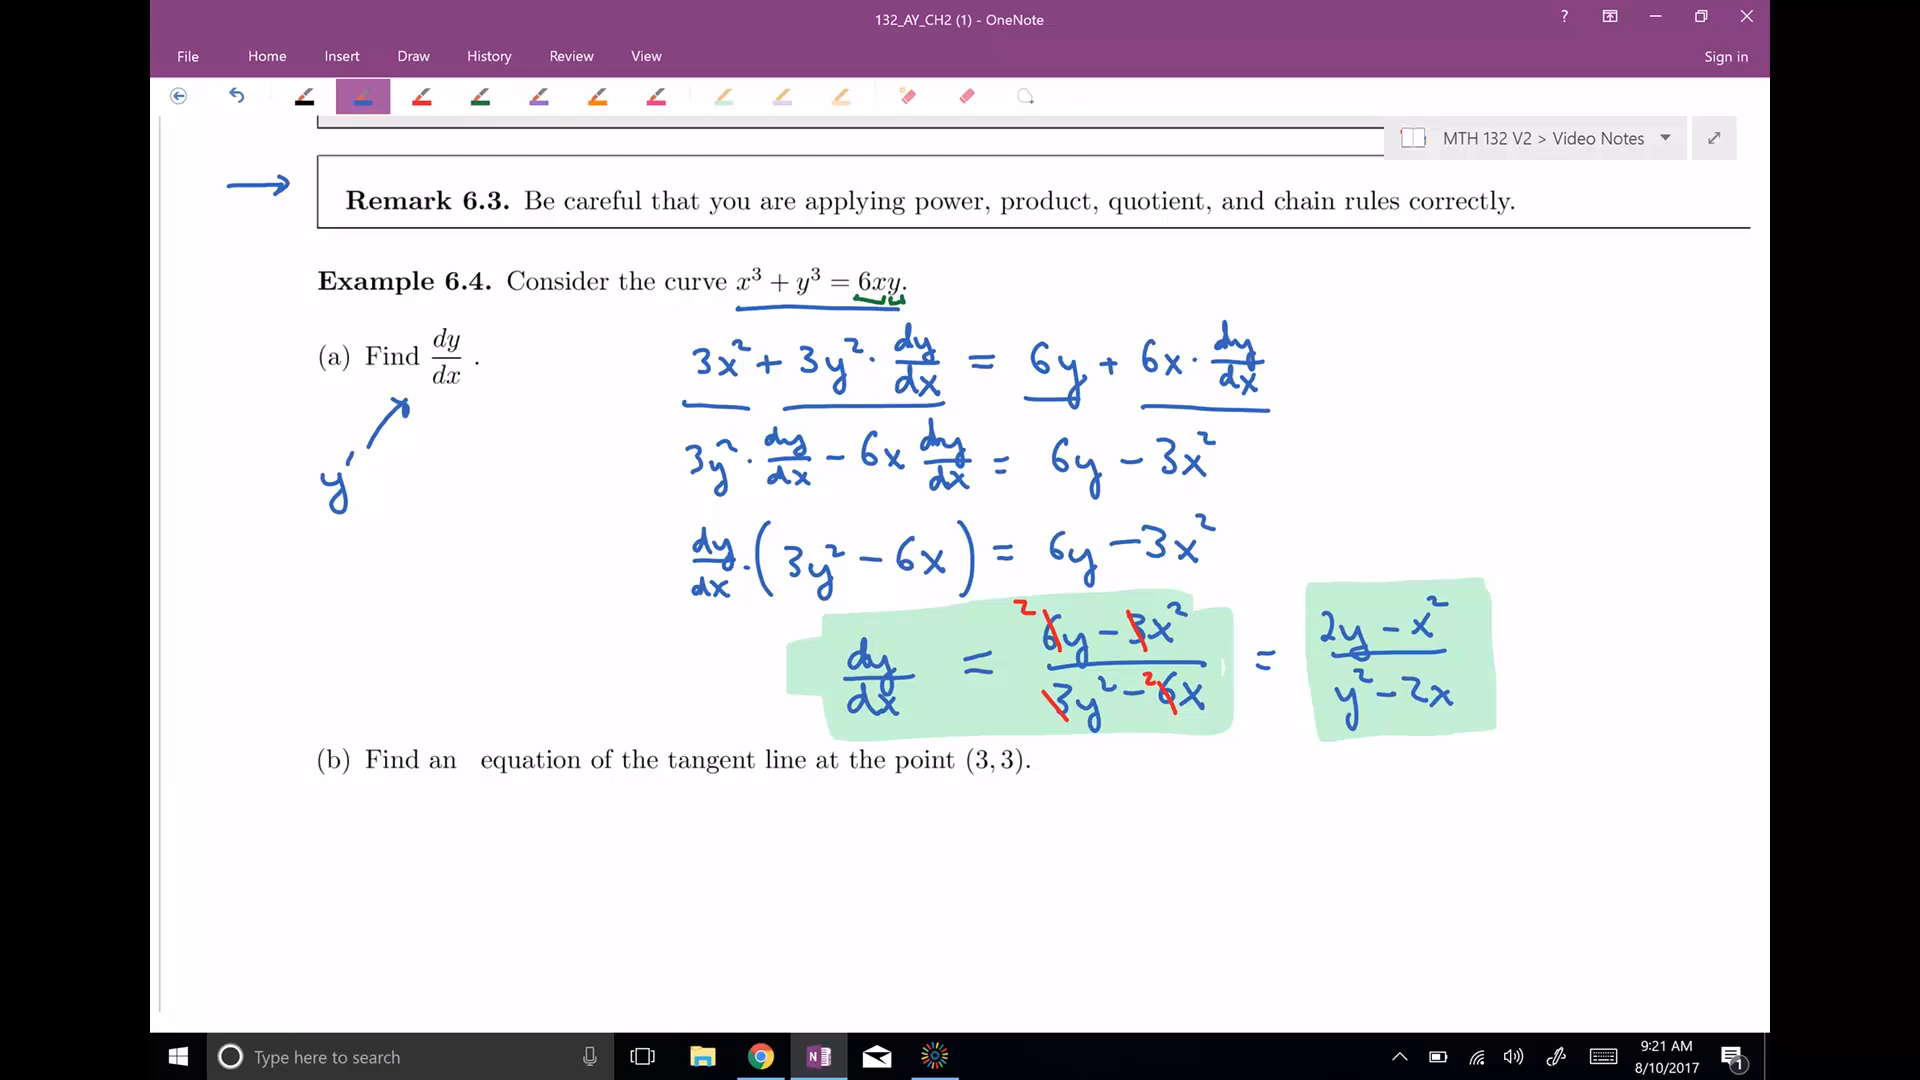 132_AY_CH2 (1) - OneNote
?
File Home Insert Draw History Review View Sign in
MTH 132 V2 > Video Notes
Remark 6.3. Be careful that you are applying power, product, quotient, and chain rules correctly.
Example 6.4. Consider the curve x³ + y³ = 6xy.
(a) Find dy/dx .
3x² + 3y² · dy/dx = 6y + 6x · dy/dx
y'
3y² · dy/dx − 6x dy/dx = 6y − 3x²
dy/dx · (3y² − 6x) = 6y − 3x²
dy/dx = 2 6y − 3x² / 3y² − 2 6x = 2y − x² / y² − 2x
(b) Find an equation of the tangent line at the point (3, 3).
Type here to search
N
9:21 AM
8/10/2017
1